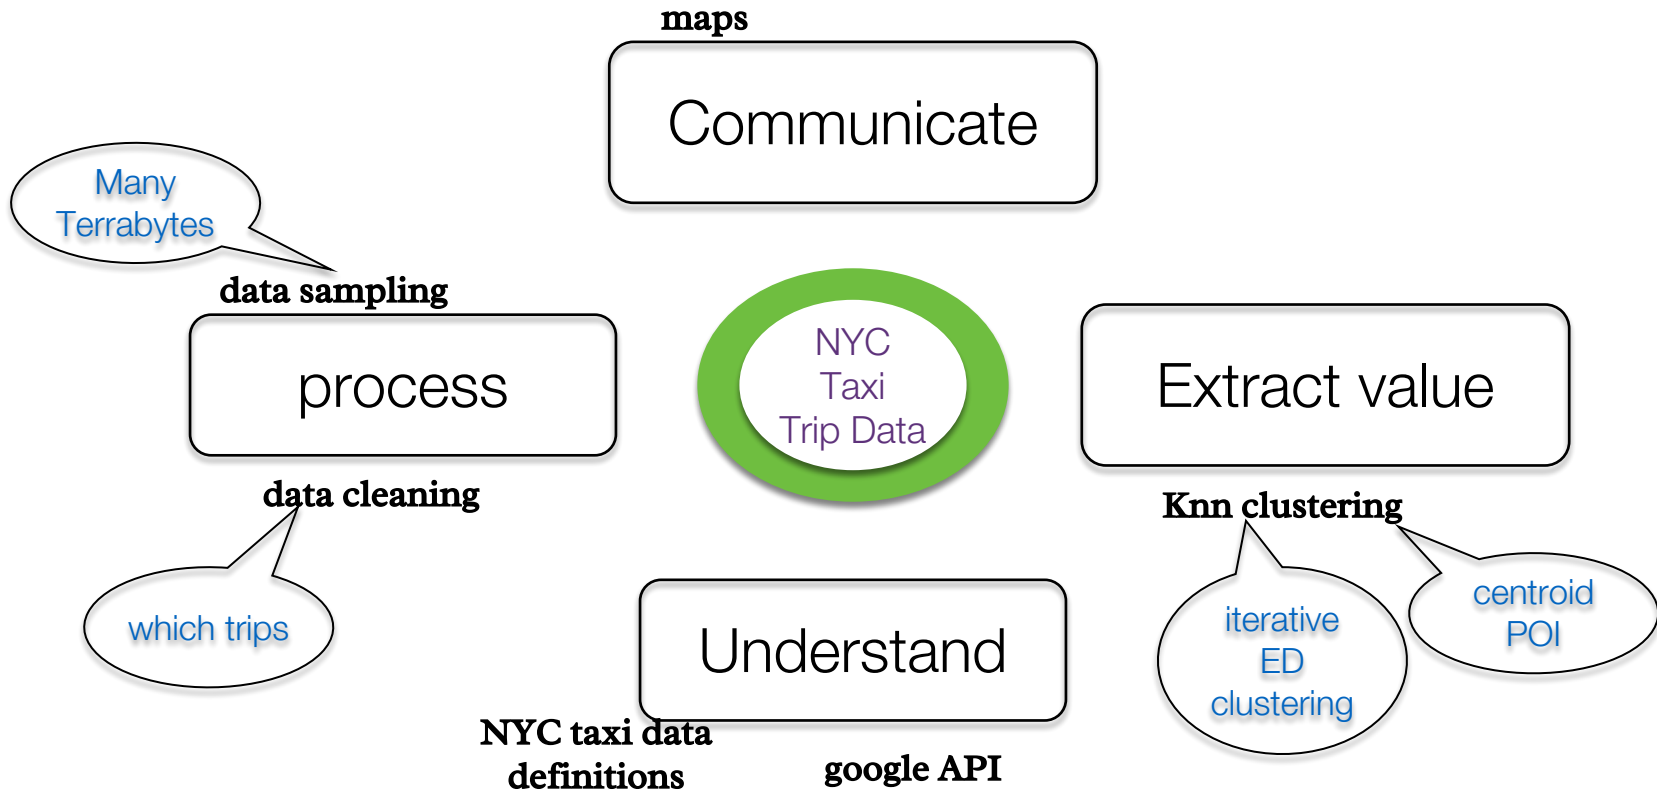 maps
Communicate
Many
Terrabytes
data sampling
process
data cleaning
which trips
NYC
Taxi
Trip Data
Extract value
Knn clustering
iterative
ED
clustering
centroid
POI
Understand
NYC taxi data
definitions
google API